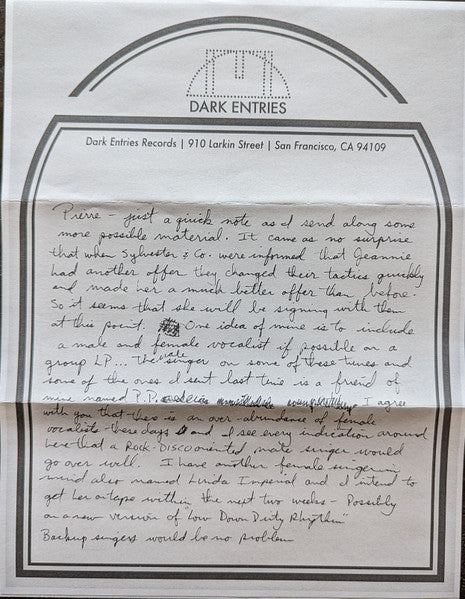 DARK ENTRIES
Dark Entries Records | 910 Larkin Street | San Francisco, CA 94109
Pierre - just a quick note as I send along some
more possible material. It came as no surprise
that when Sylvester & Co. were informed that Jeannie
had another offer they changed their tactics quickly
and made her a much better offer than before.
So it seems that she will be signing with them
at this point. One idea of mine is to include
a male and female vocalist if possible on a
group LP... The male singer on some of these tunes and
some of the ones I sent last time is a freind of
mine named P.P. I agree
with you that ther is an over-abundance of female
vocalists these days and I see every indication around
here that a ROCK-DISCO oriented male singer would
go over well. I have another female singer in
mind also named Linda Imperial and I intend to
get her a tape within the next two weeks - Possibly
on a new version of "Low Down Dirty Rhythm"
Backup singers would be no problem